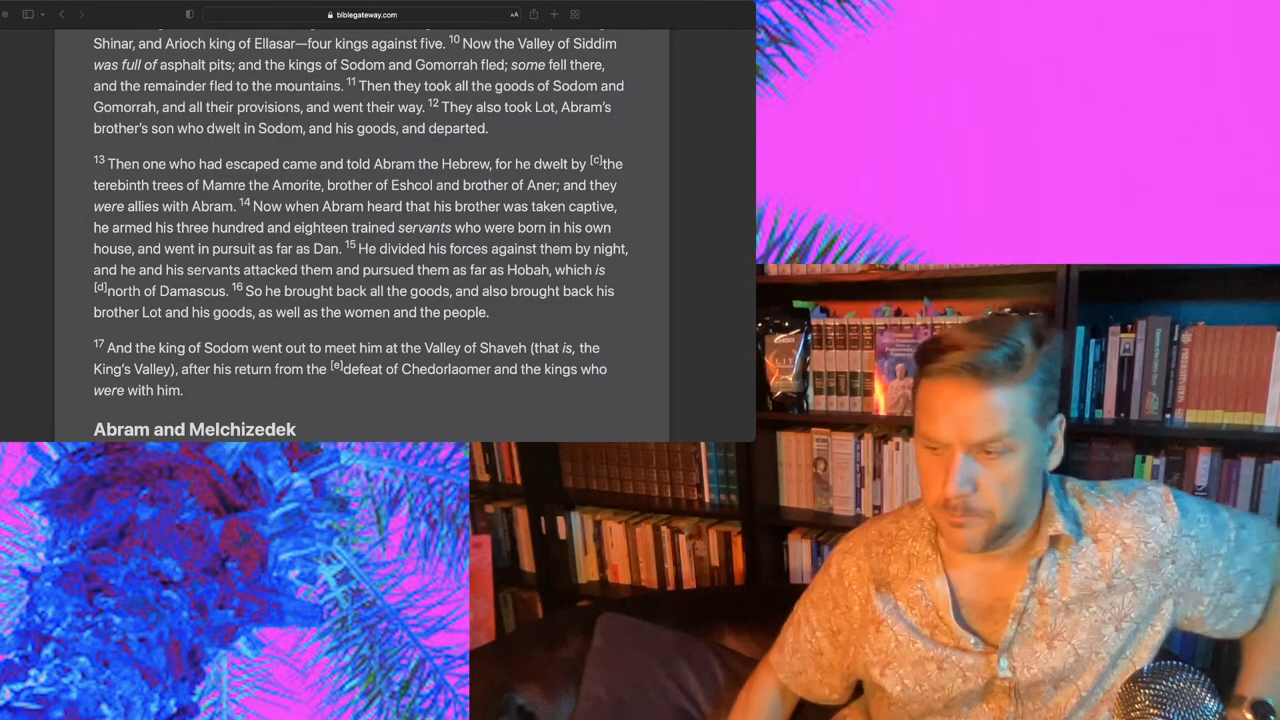 biblegateway.com
Shinar, and Arioch king of Ellasar—four kings against five. 10 Now the Valley of Siddim
was full of asphalt pits; and the kings of Sodom and Gomorrah fled; some fell there,
and the remainder fled to the mountains. 11 Then they took all the goods of Sodom and
Gomorrah, and all their provisions, and went their way. 12 They also took Lot, Abram's
brother's son who dwelt in Sodom, and his goods, and departed.
13 Then one who had escaped came and told Abram the Hebrew, for he dwelt by [c]the
terebinth trees of Mamre the Amorite, brother of Eshcol and brother of Aner; and they
were allies with Abram. 14 Now when Abram heard that his brother was taken captive,
he armed his three hundred and eighteen trained servants who were born in his own
house, and went in pursuit as far as Dan. 15 He divided his forces against them by night,
and he and his servants attacked them and pursued them as far as Hobah, which is
[d]north of Damascus. 16 So he brought back all the goods, and also brought back his
brother Lot and his goods, as well as the women and the people.
17 And the king of Sodom went out to meet him at the Valley of Shaveh (that is, the
King's Valley), after his return from the [e]defeat of Chedorlaomer and the kings who
were with him.
Abram and Melchizedek